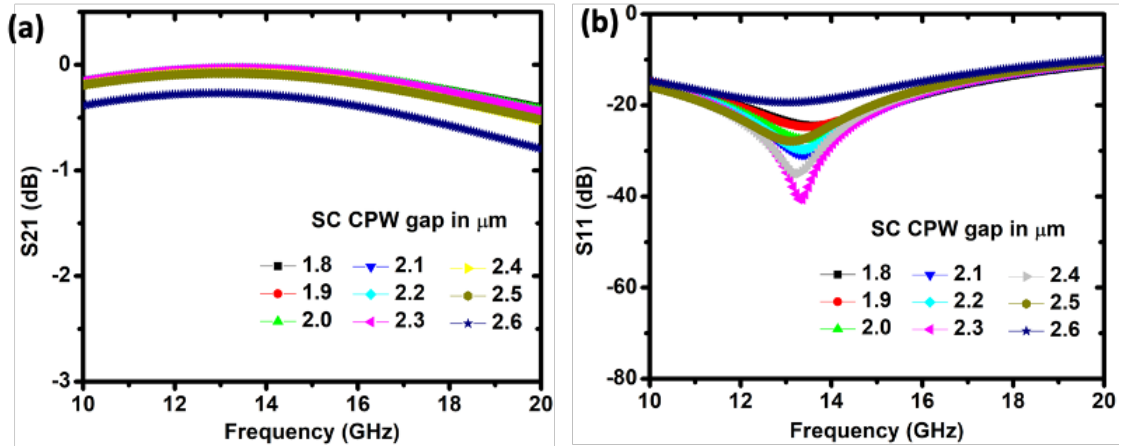 (a)
0
-1
-2
-3
S21 (dB)
SC CPW gap in μm
1.8 2.1 2.4
1.9 2.2 2.5
2.0 2.3 2.6
10 12 14 16 18 20
Frequency (GHz)
(b)
0
-20
-40
-60
-80
S11 (dB)
SC CPW gap in μm
1.8 2.1 2.4
1.9 2.2 2.5
2.0 2.3 2.6
10 12 14 16 18 20
Frequency (GHz)